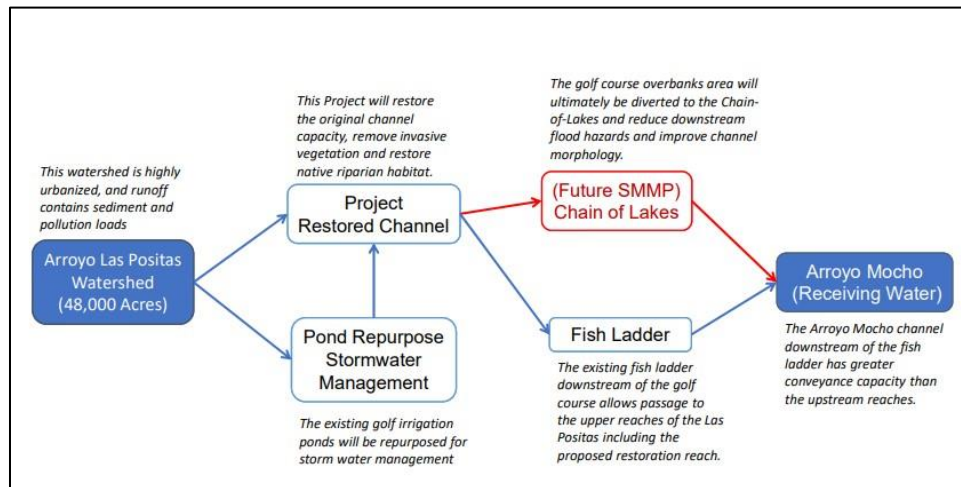 This watershed is highly
urbanized, and runoff
contains sediment and
pollution loads
Arroyo Las Positas
Watershed
(48,000 Acres)
This Project will restore
the original channel
capacity, remove invasive
vegetation and restore
native riparian habitat.
Project
Restored Channel
Pond Repurpose
Stormwater
Management
The existing golf irrigation
ponds will be repurposed for
storm water management
The golf course overbanks area will
ultimately be diverted to the Chain-
of-Lakes and reduce downstream
flood hazards and improve channel
morphology.
(Future SMMP)
Chain of Lakes
Fish Ladder
The existing fish ladder
downstream of the golf
course allows passage to
the upper reaches of the Las
Positas including the
proposed restoration reach.
Arroyo Mocho
(Receiving Water)
The Arroyo Mocho channel
downstream of the fish
ladder has greater
conveyance capacity than
the upstream reaches.